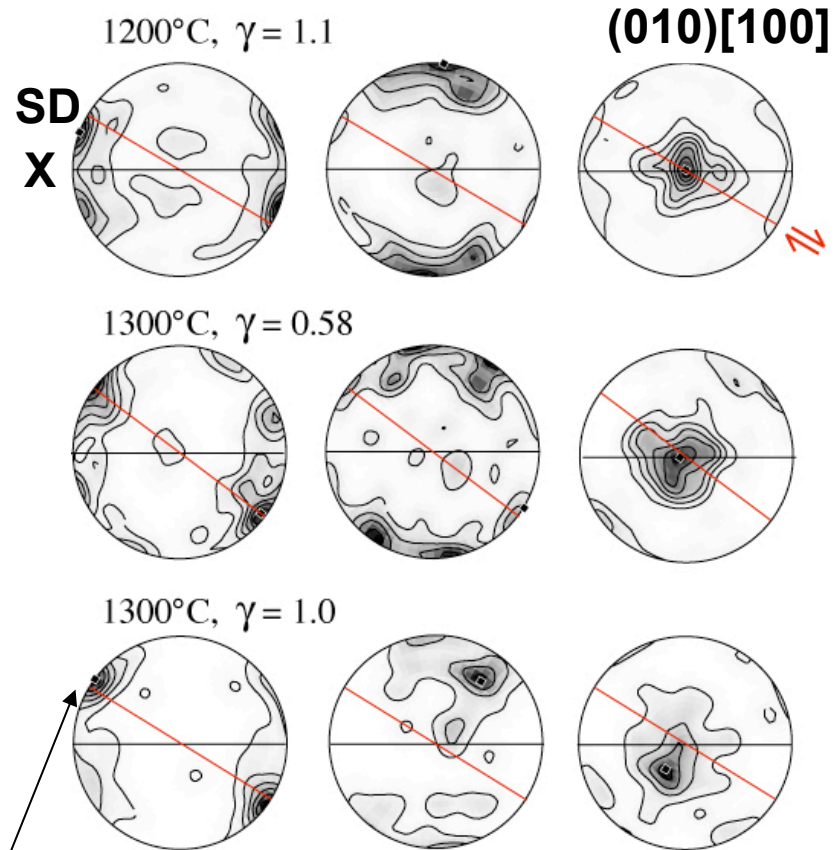 1200°C, γ = 1.1
(010)[100]
SD
X
1300°C, γ = 0.58
1300°C, γ = 1.0